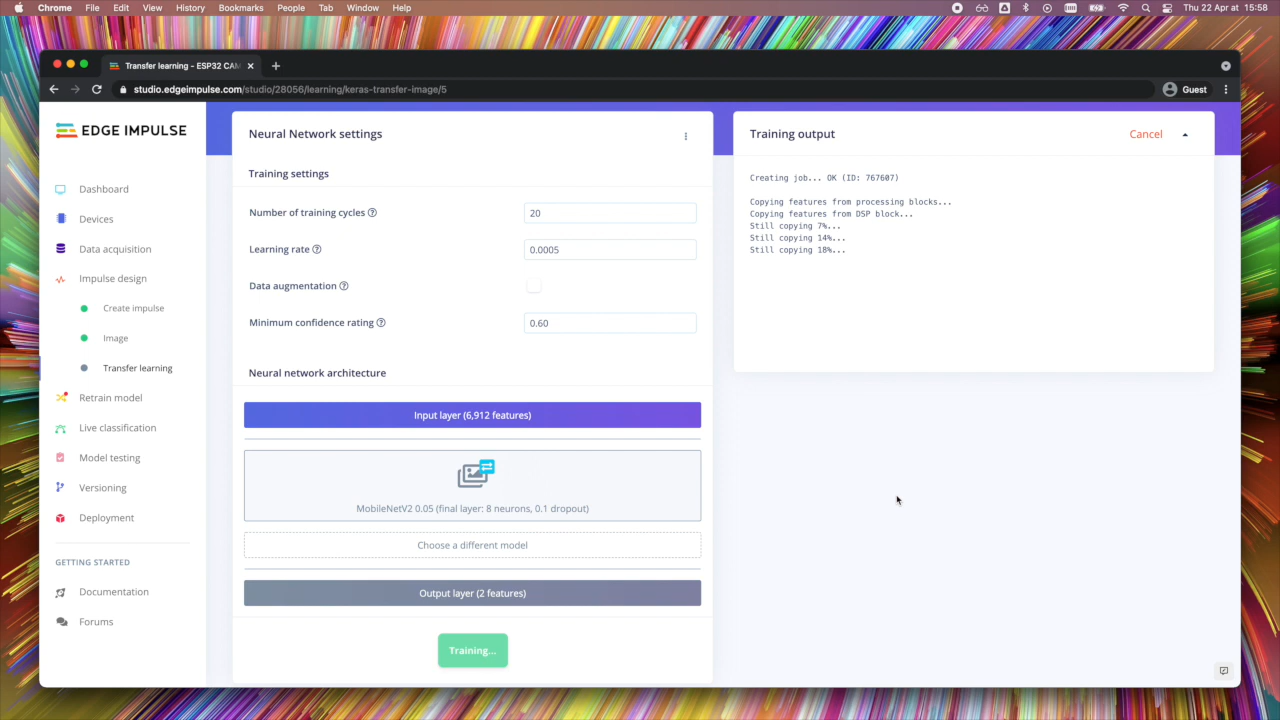 Chrome File Edit View History Bookmarks People Tab Window Help Thu 22 Apr at 15:58
Transfer learning - ESP32 CAM
studio.edgeimpulse.com/studio/28056/learning/keras-transfer-image/5 Guest
EDGE IMPULSE
Dashboard
Devices
Data acquisition
Impulse design
Create impulse
Image
Transfer learning
Retrain model
Live classification
Model testing
Versioning
Deployment
GETTING STARTED
Documentation
Forums
Neural Network settings
Training settings
Number of training cycles 20
Learning rate 0.0005
Data augmentation
Minimum confidence rating 0.60
Neural network architecture
Input layer (6,912 features)
MobileNetV2 0.05 (final layer: 8 neurons, 0.1 dropout)
Choose a different model
Output layer (2 features)
Training...
Training output Cancel
Creating job... OK (ID: 767607)
Copying features from processing blocks...
Copying features from DSP block...
Still copying 7%...
Still copying 14%...
Still copying 18%...